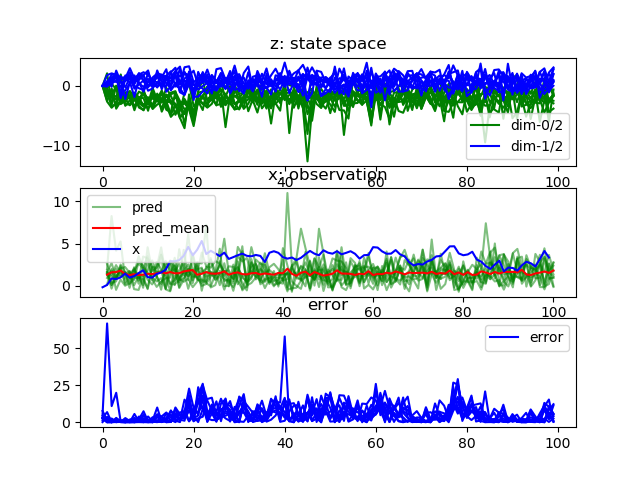 z: state space
0
−10
dim-0/2
dim-1/2
0 20 40 60 80 100
x: observation
10
5
0
pred
pred_mean
x
0 20 40 60 80 100
error
50
25
0
error
0 20 40 60 80 100